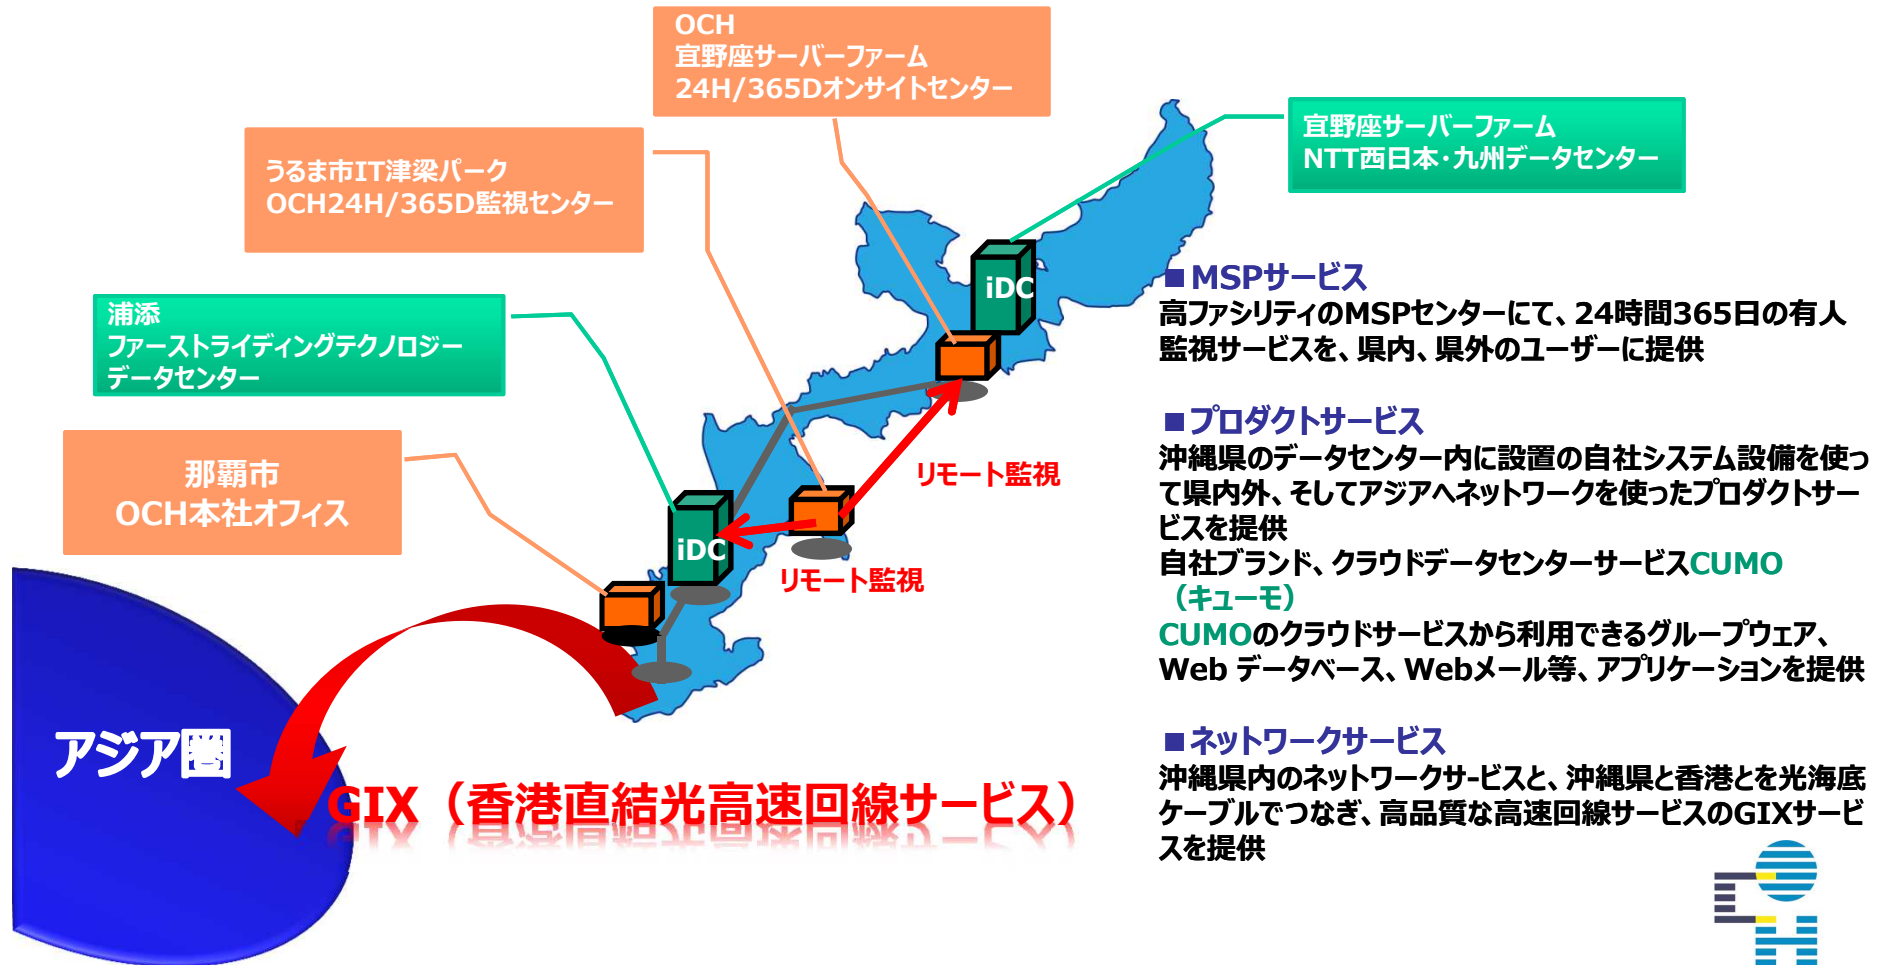 OCH
宜野座サーバーファーム
24H/365Dオンサイトセンター
宜野座サーバーファーム
NTT西日本・九州データセンター
うるま市IT津梁パーク
OCH24H/365D監視センター
浦添
ファーストライディングテクノロジー
データセンター
那覇市
OCH本社オフィス
iDC
iDC
リモート監視
リモート監視
アジア圏
GIX（香港直結光高速回線サービス）
■MSPサービス
高ファシリティのMSPセンターにて、24時間365日の有人
監視サービスを、県内、県外のユーザーに提供
■プロダクトサービス
沖縄県のデータセンター内に設置の自社システム設備を使っ
て県内外、そしてアジアへネットワークを使ったプロダクトサー
ビスを提供
自社ブランド、クラウドデータセンターサービスCUMO
（キューモ）
CUMOのクラウドサービスから利用できるグループウェア、
Web データベース、Webメール等、アプリケーションを提供
■ネットワークサービス
沖縄県内のネットワークサ-ビスと、沖縄県と香港とを光海底
ケーブルでつなぎ、高品質な高速回線サービスのGIXサービ
スを提供